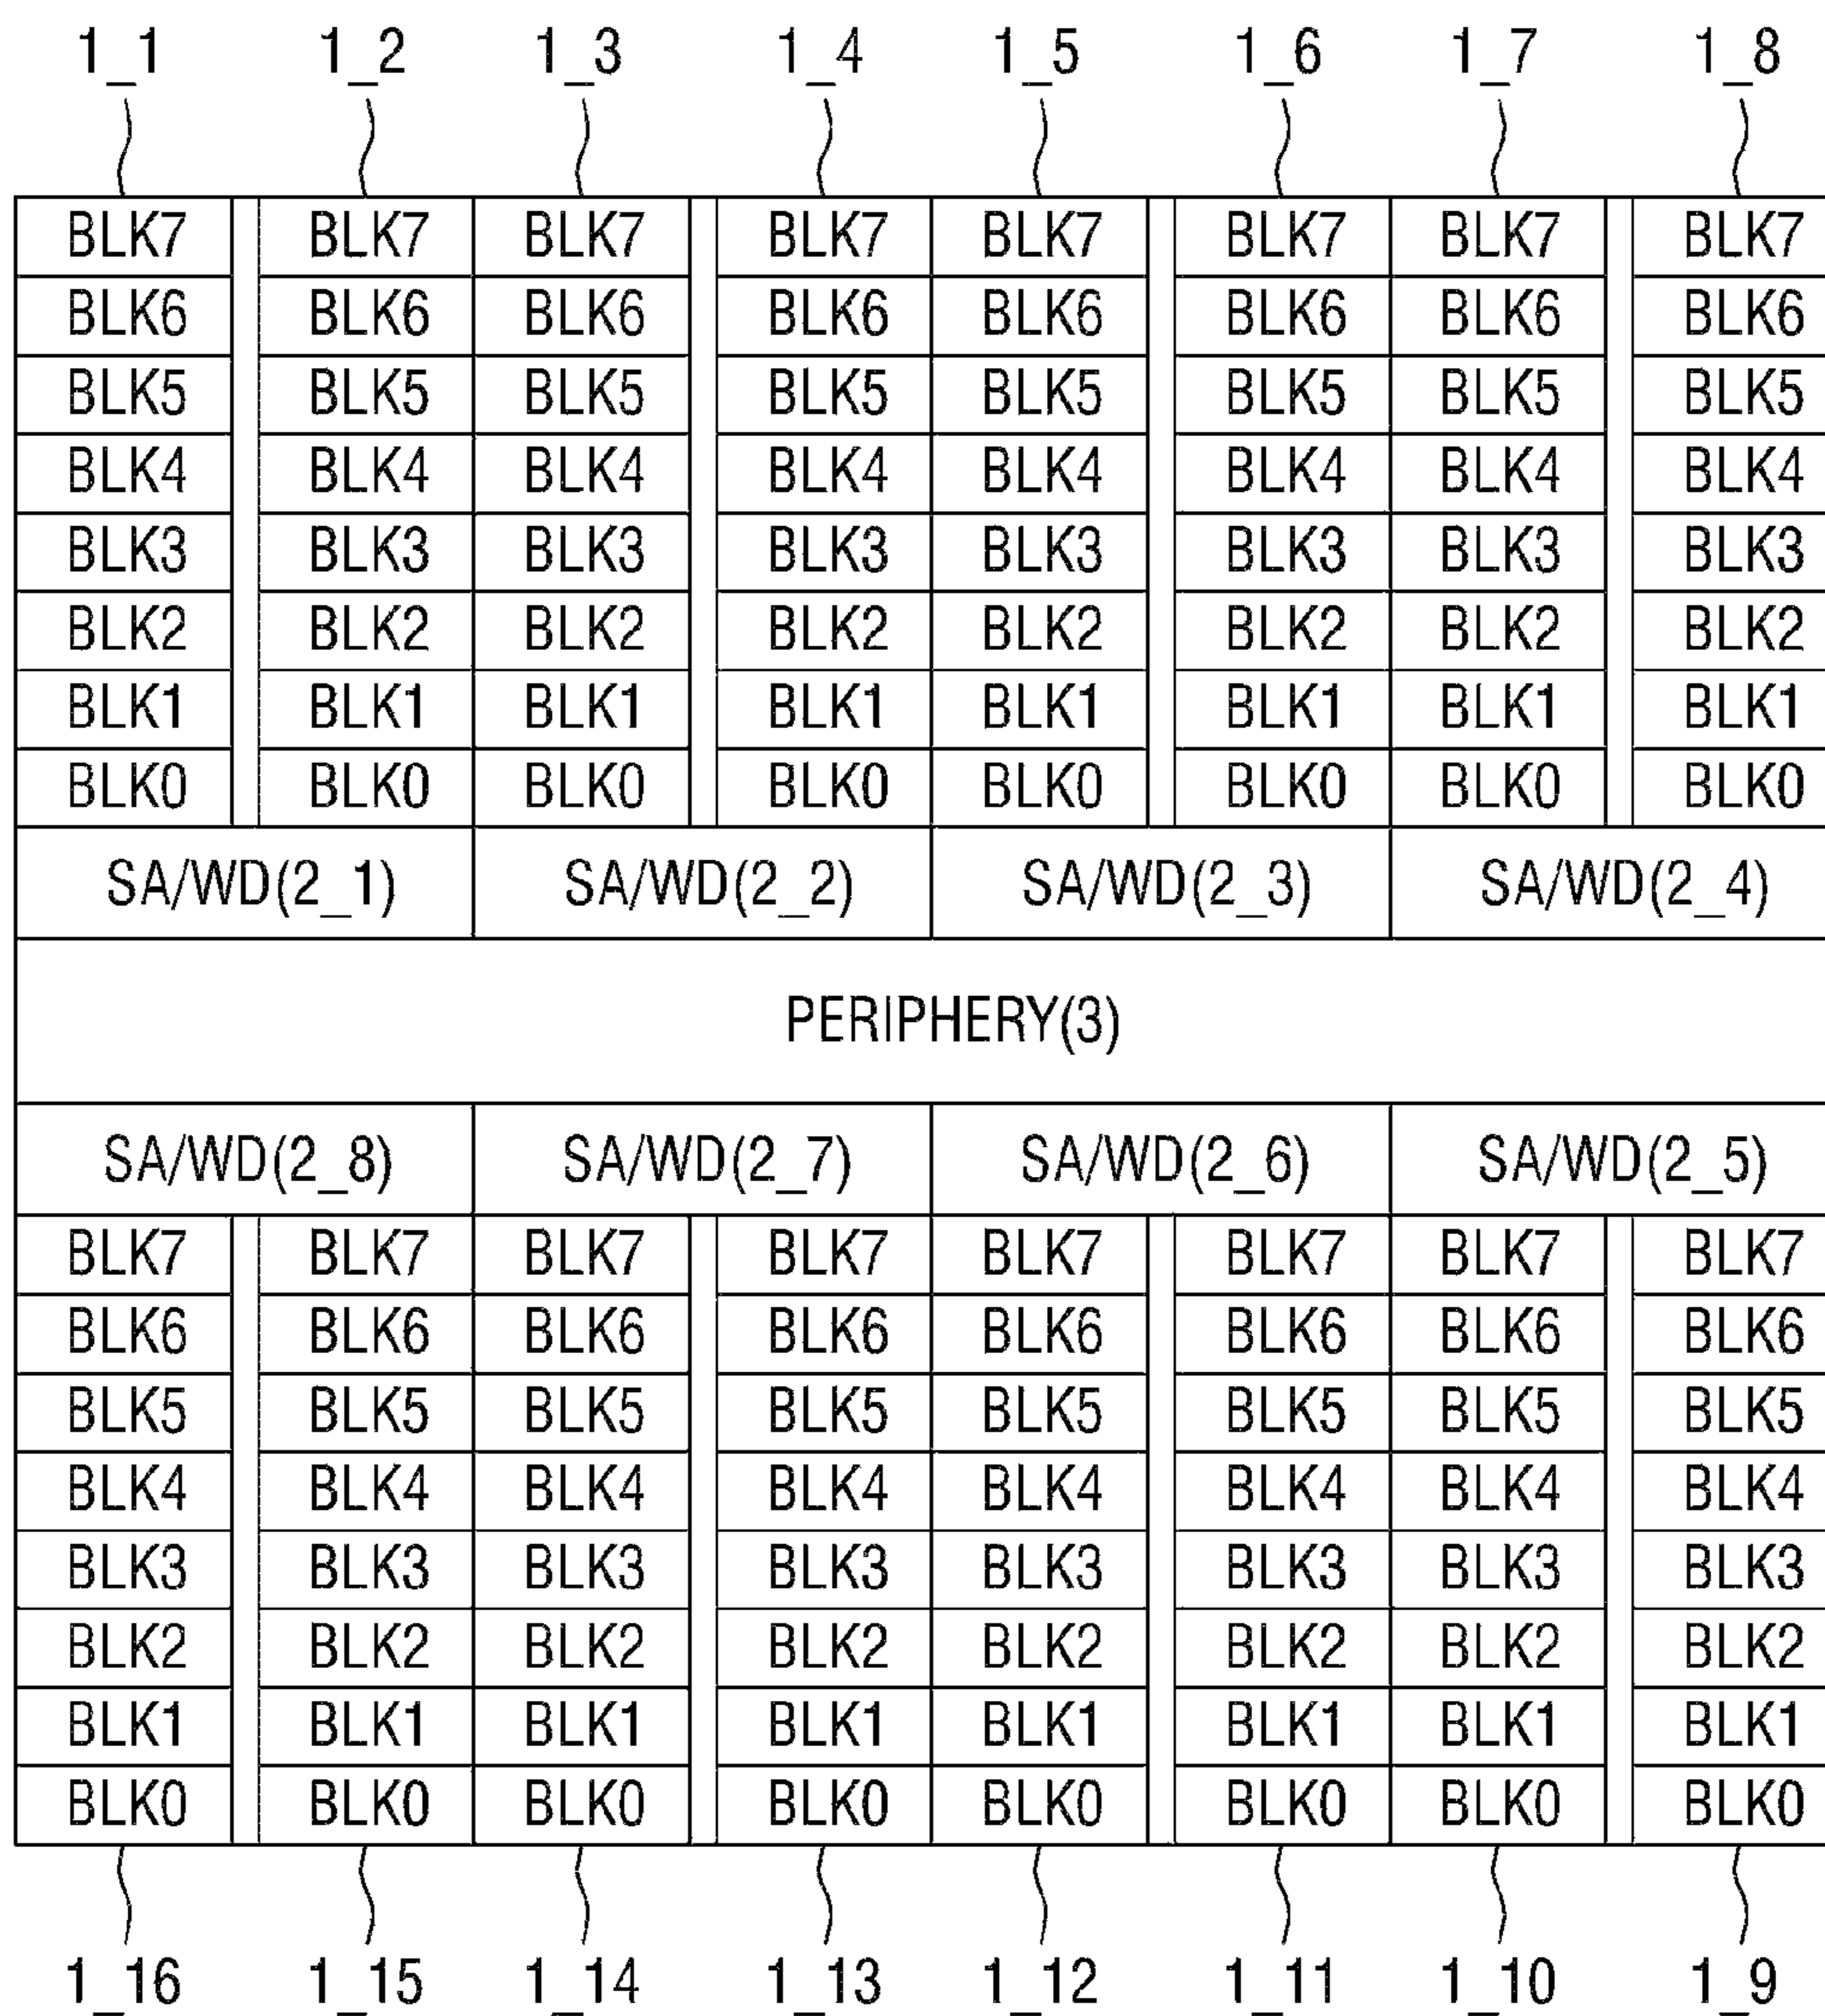 1_1 1_2 1_3 1_4 1_5 1_6 1_7 1_8
BLK7 BLK7 BLK7 BLK7 BLK7 BLK7 BLK7 BLK7
BLK6 BLK6 BLK6 BLK6 BLK6 BLK6 BLK6 BLK6
BLK5 BLK5 BLK5 BLK5 BLK5 BLK5 BLK5 BLK5
BLK4 BLK4 BLK4 BLK4 BLK4 BLK4 BLK4 BLK4
BLK3 BLK3 BLK3 BLK3 BLK3 BLK3 BLK3 BLK3
BLK2 BLK2 BLK2 BLK2 BLK2 BLK2 BLK2 BLK2
BLK1 BLK1 BLK1 BLK1 BLK1 BLK1 BLK1 BLK1
BLK0 BLK0 BLK0 BLK0 BLK0 BLK0 BLK0 BLK0
SA/WD(2_1) SA/WD(2_2) SA/WD(2_3) SA/WD(2_4)
PERIPHERY(3)
SA/WD(2_8) SA/WD(2_7) SA/WD(2_6) SA/WD(2_5)
BLK7 BLK7 BLK7 BLK7 BLK7 BLK7 BLK7 BLK7
BLK6 BLK6 BLK6 BLK6 BLK6 BLK6 BLK6 BLK6
BLK5 BLK5 BLK5 BLK5 BLK5 BLK5 BLK5 BLK5
BLK4 BLK4 BLK4 BLK4 BLK4 BLK4 BLK4 BLK4
BLK3 BLK3 BLK3 BLK3 BLK3 BLK3 BLK3 BLK3
BLK2 BLK2 BLK2 BLK2 BLK2 BLK2 BLK2 BLK2
BLK1 BLK1 BLK1 BLK1 BLK1 BLK1 BLK1 BLK1
BLK0 BLK0 BLK0 BLK0 BLK0 BLK0 BLK0 BLK0
1_16 1_15 1_14 1_13 1_12 1_11 1_10 1_9